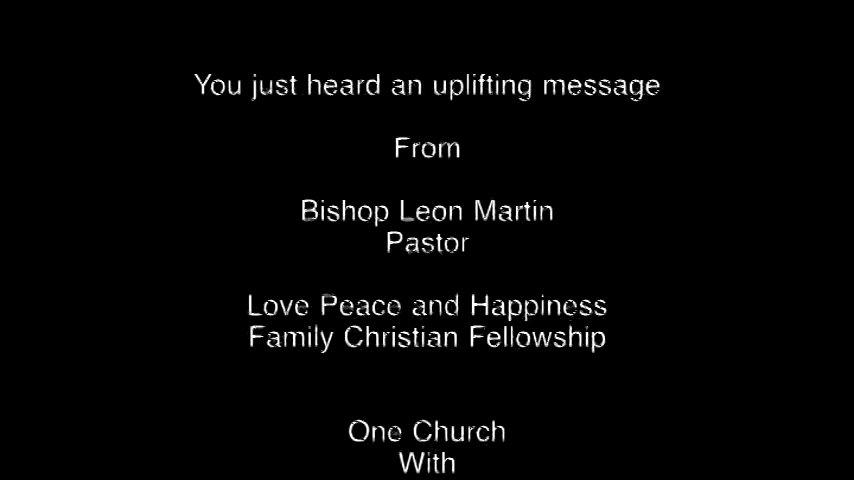 You just heard an uplifting message
From
Bishop Leon Martin
Pastor
Love Peace and Happiness
Family Christian Fellowship
One Church
With